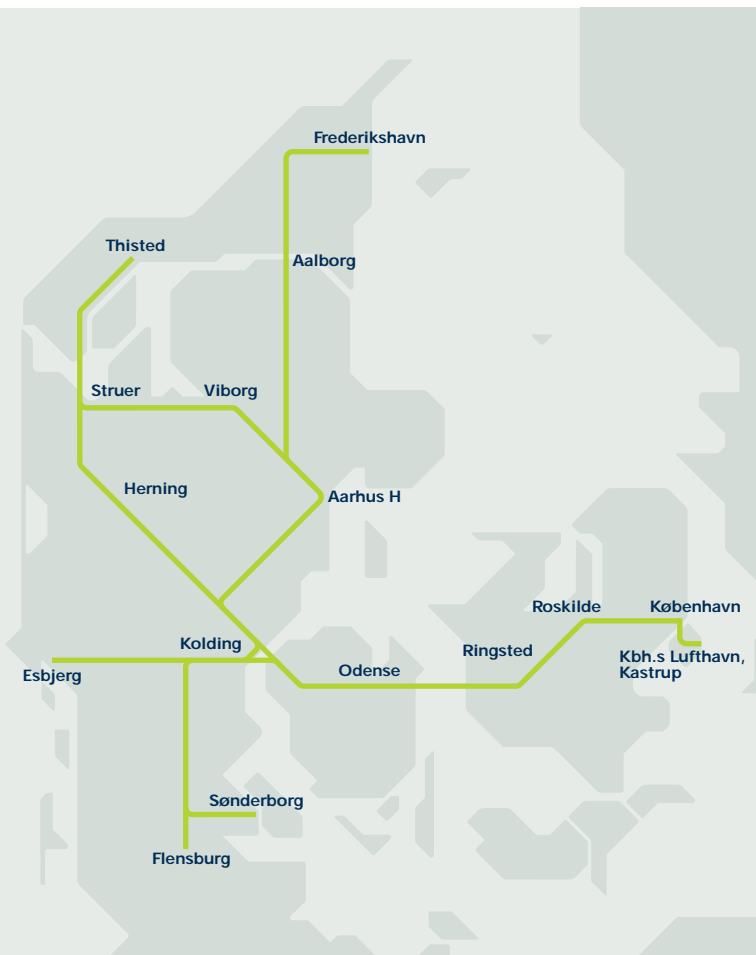 Frederikshavn
Thisted
Aalborg
Struer
Viborg
Herning
Aarhus H
Roskilde
København
Kolding
Ringsted
Kbh.s Lufthavn,
Kastrup
Esbjerg
Odense
Sønderborg
Flensburg